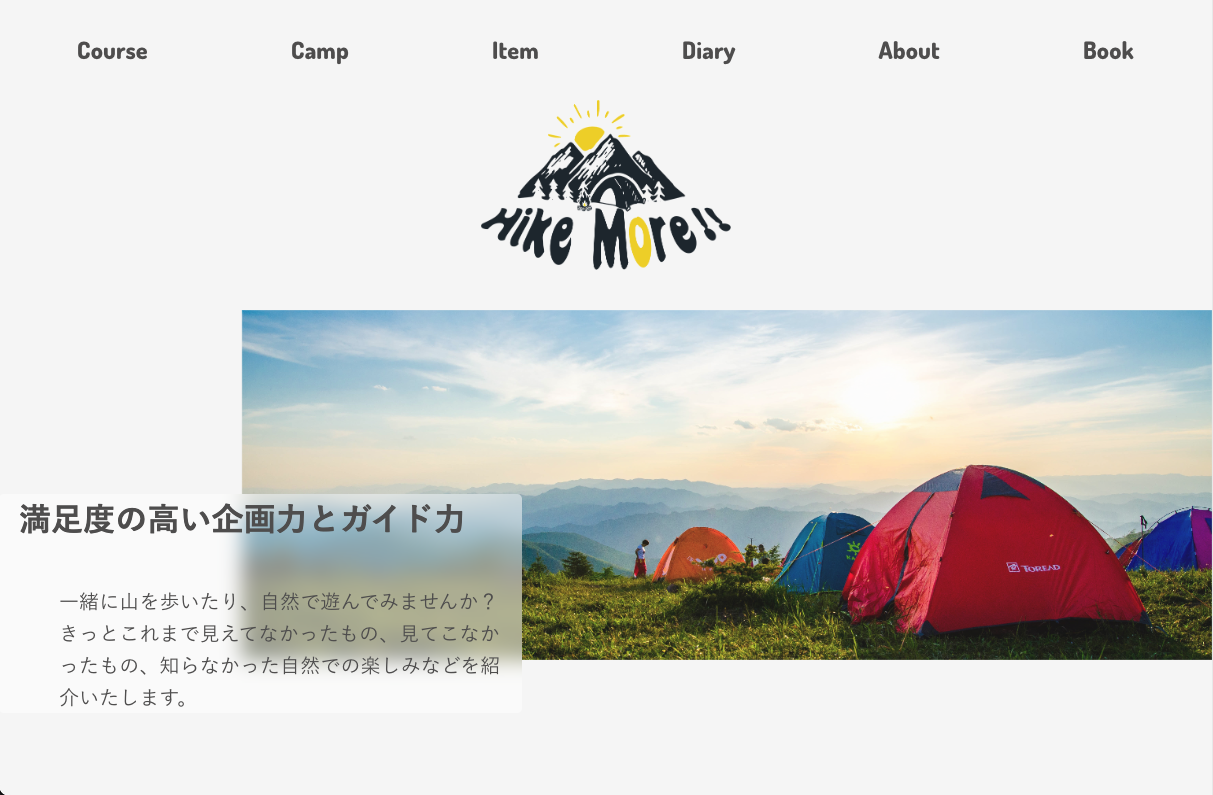 Course Camp Item Diary About Book
Hike More!!
満足度の高い企画力とガイド力
TOREAD
一緒に山を歩いたり、自然で遊んでみませんか？
きっとこれまで見えてなかったもの、見てこなか
ったもの、知らなかった自然での楽しみなどを紹
介いたします。